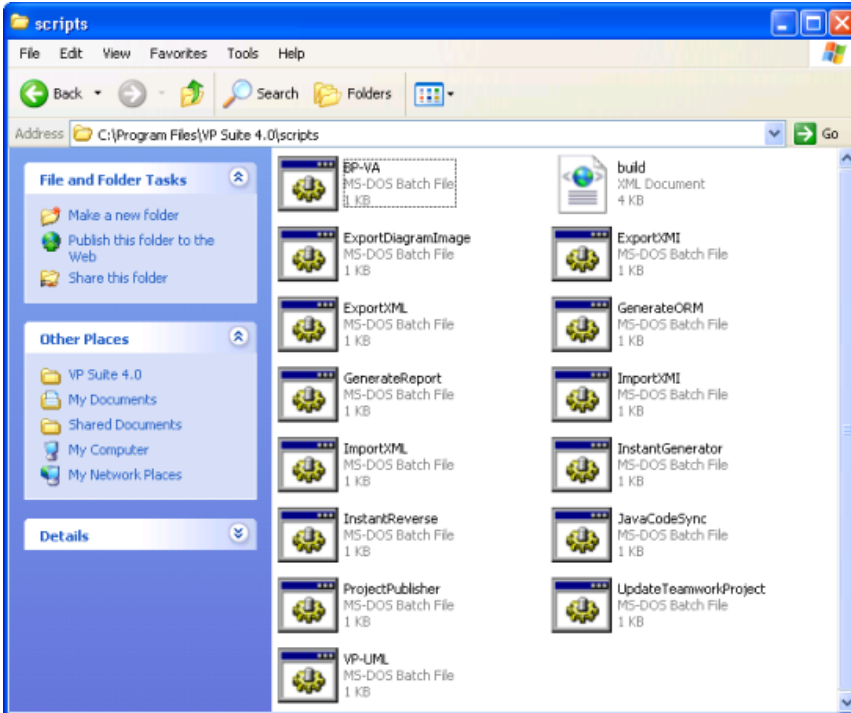 scripts
File Edit View Favorites Tools Help
Back Search Folders
Address C:\Program Files\VP Suite 4.0\scripts Go
File and Folder Tasks
Make a new folder
Publish this folder to the
Web
Share this folder
Other Places
VP Suite 4.0
My Documents
Shared Documents
My Computer
My Network Places
Details
BP-VA
MS-DOS Batch File
1 KB
build
XML Document
4 KB
ExportDiagramImage
MS-DOS Batch File
1 KB
ExportXMI
MS-DOS Batch File
1 KB
ExportXML
MS-DOS Batch File
1 KB
GenerateORM
MS-DOS Batch File
1 KB
GenerateReport
MS-DOS Batch File
1 KB
ImportXMI
MS-DOS Batch File
1 KB
ImportXML
MS-DOS Batch File
1 KB
InstantGenerator
MS-DOS Batch File
1 KB
InstantReverse
MS-DOS Batch File
1 KB
JavaCodeSync
MS-DOS Batch File
1 KB
ProjectPublisher
MS-DOS Batch File
1 KB
UpdateTeamworkProject
MS-DOS Batch File
1 KB
VP-UML
MS-DOS Batch File
1 KB